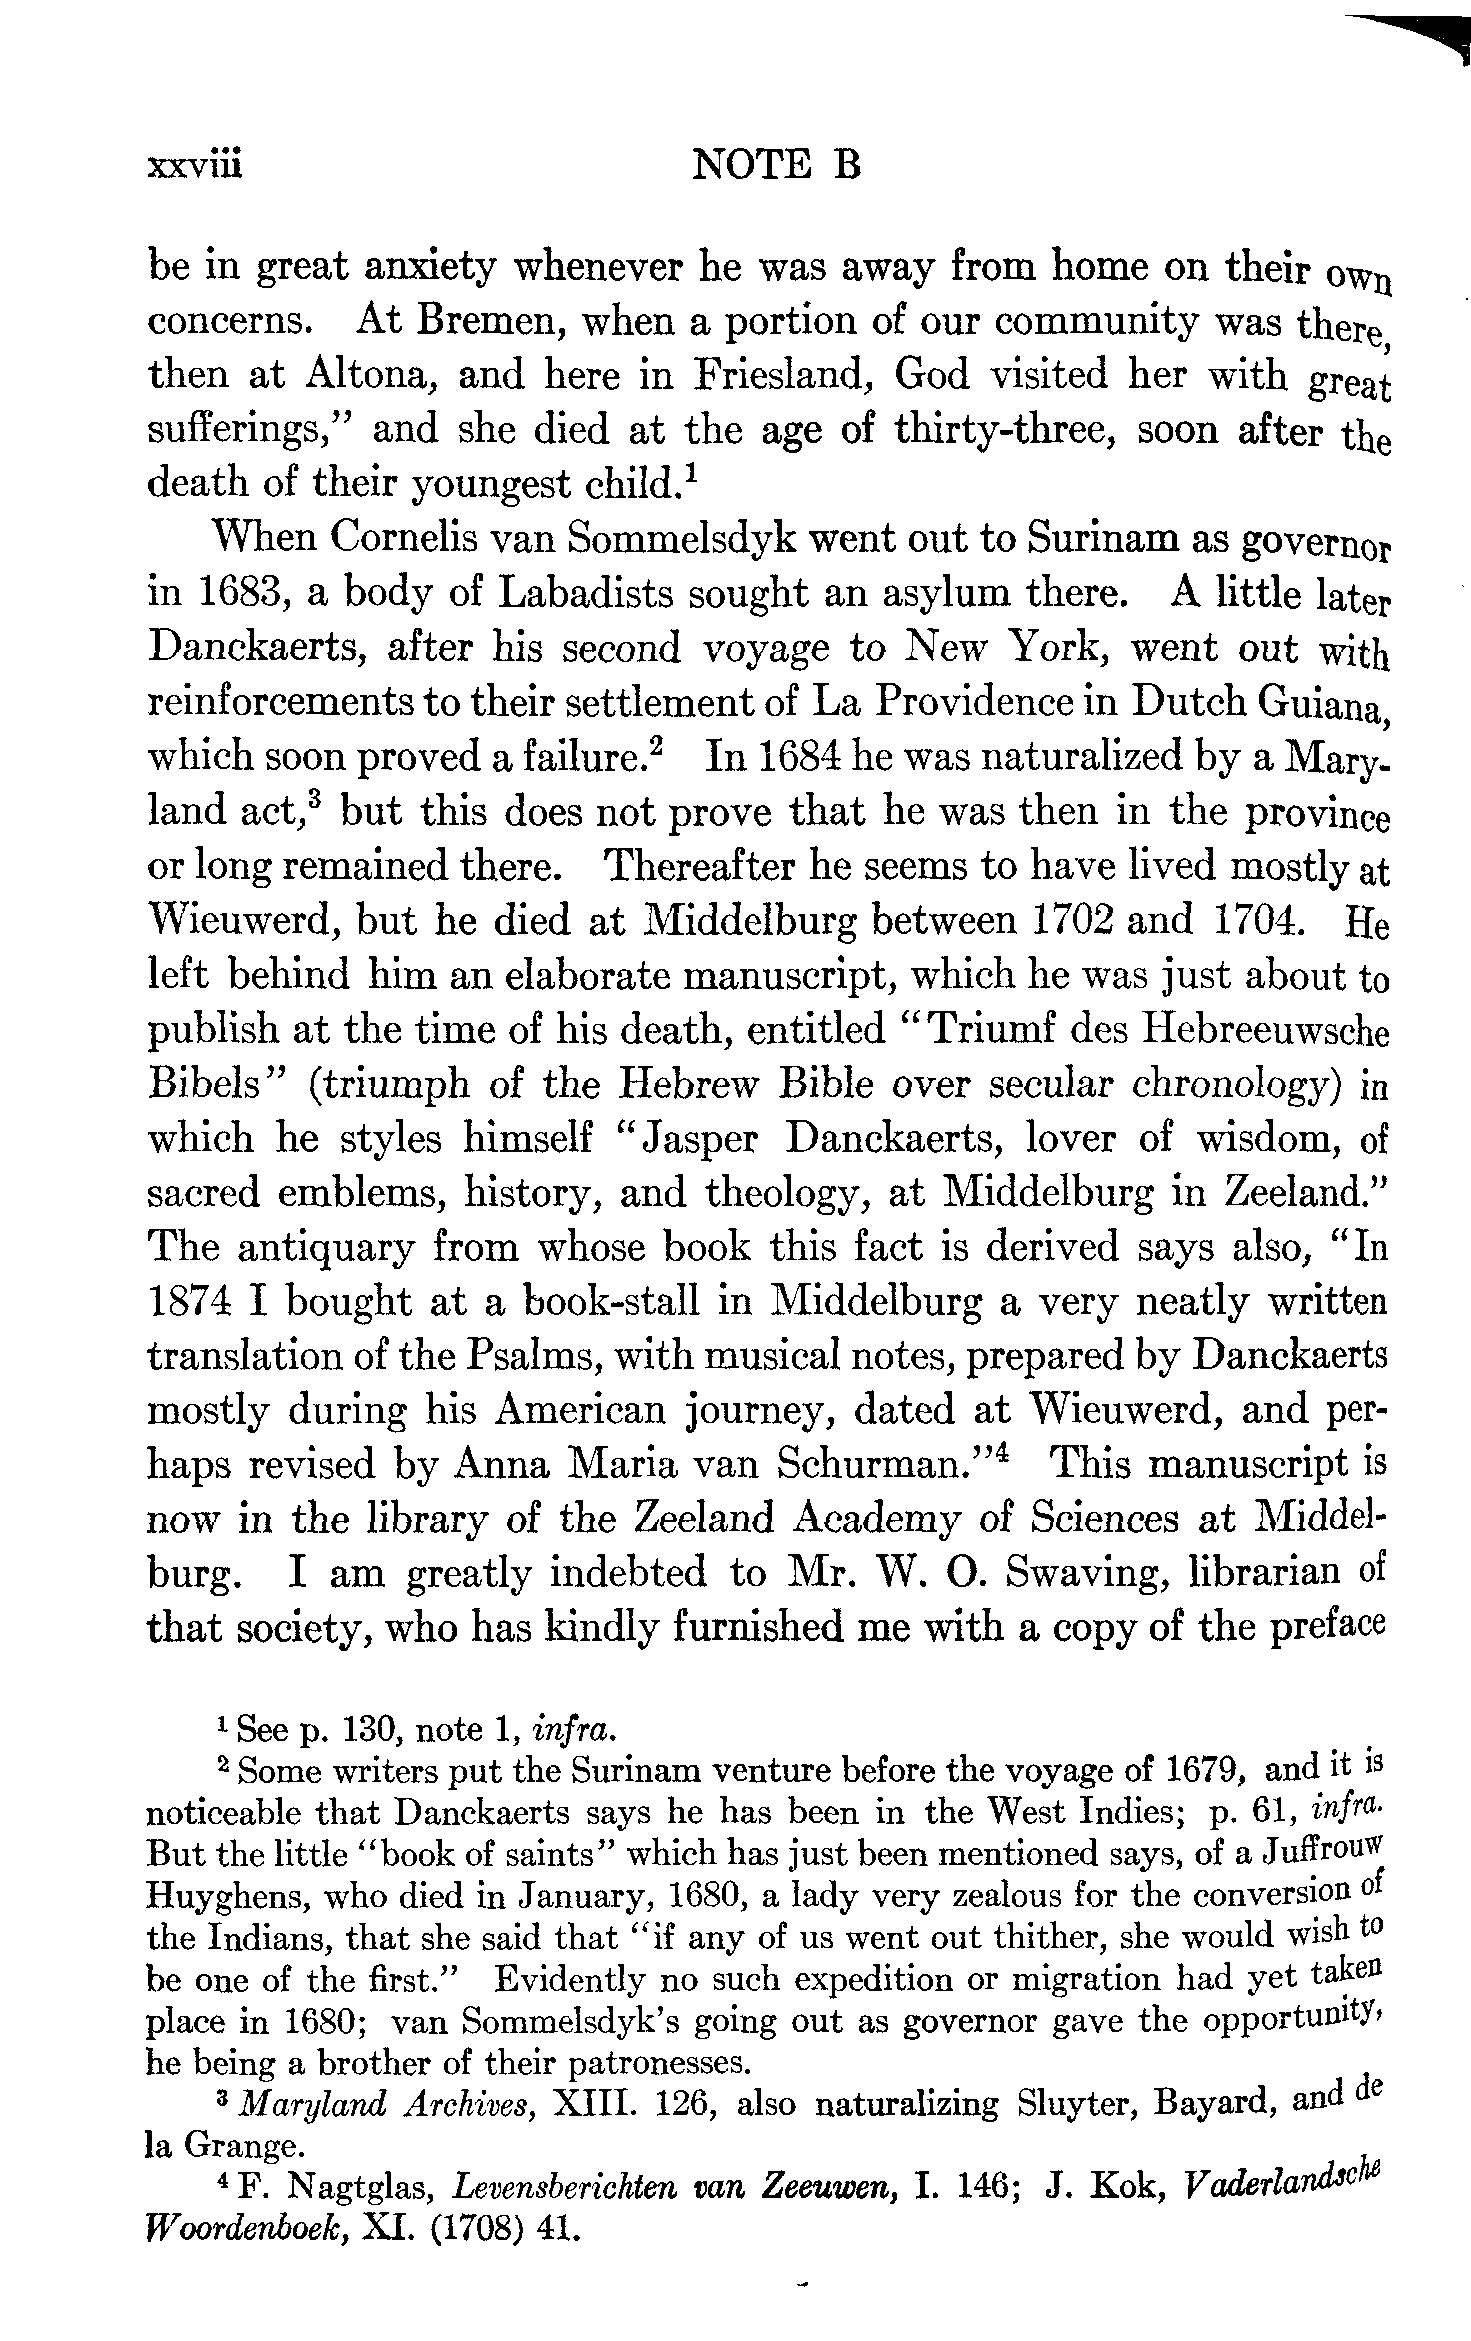 xxviii NOTE B
be in great anxiety whenever he was away from home on their own
concerns. At Bremen, when a portion of our community was there,
then at Altona, and here in Friesland, God visited her with great
sufferings," and she died at the age of thirty-three, soon after the
death of their youngest child.¹
When Cornelis van Sommelsdyk went out to Surinam as governor
in 1683, a body of Labadists sought an asylum there. A little later
Danckaerts, after his second voyage to New York, went out with
reinforcements to their settlement of La Providence in Dutch Guiana,
which soon proved a failure.² In 1684 he was naturalized by a Mary-
land act,³ but this does not prove that he was then in the province
or long remained there. Thereafter he seems to have lived mostly at
Wieuwerd, but he died at Middelburg between 1702 and 1704. He
left behind him an elaborate manuscript, which he was just about to
publish at the time of his death, entitled "Triumf des Hebreeuwsche
Bibels" (triumph of the Hebrew Bible over secular chronology) in
which he styles himself "Jasper Danckaerts, lover of wisdom, of
sacred emblems, history, and theology, at Middelburg in Zeeland."
The antiquary from whose book this fact is derived says also, "In
1874 I bought at a book-stall in Middelburg a very neatly written
translation of the Psalms, with musical notes, prepared by Danckaerts
mostly during his American journey, dated at Wieuwerd, and per-
haps revised by Anna Maria van Schurman."⁴ This manuscript is
now in the library of the Zeeland Academy of Sciences at Middel-
burg. I am greatly indebted to Mr. W. O. Swaving, librarian of
that society, who has kindly furnished me with a copy of the preface
¹ See p. 130, note 1, infra.
² Some writers put the Surinam venture before the voyage of 1679, and it is
noticeable that Danckaerts says he has been in the West Indies; p. 61, infra.
But the little "book of saints" which has just been mentioned says, of a Juffrouw
Huyghens, who died in January, 1680, a lady very zealous for the conversion of
the Indians, that she said that "if any of us went out thither, she would wish to
be one of the first." Evidently no such expedition or migration had yet taken
place in 1680; van Sommelsdyk's going out as governor gave the opportunity,
he being a brother of their patronesses.
³ Maryland Archives, XIII. 126, also naturalizing Sluyter, Bayard, and de
la Grange.
⁴ F. Nagtglas, Levensberichten van Zeeuwen, I. 146; J. Kok, Vaderlandsche
Woordenboek, XI. (1708) 41.